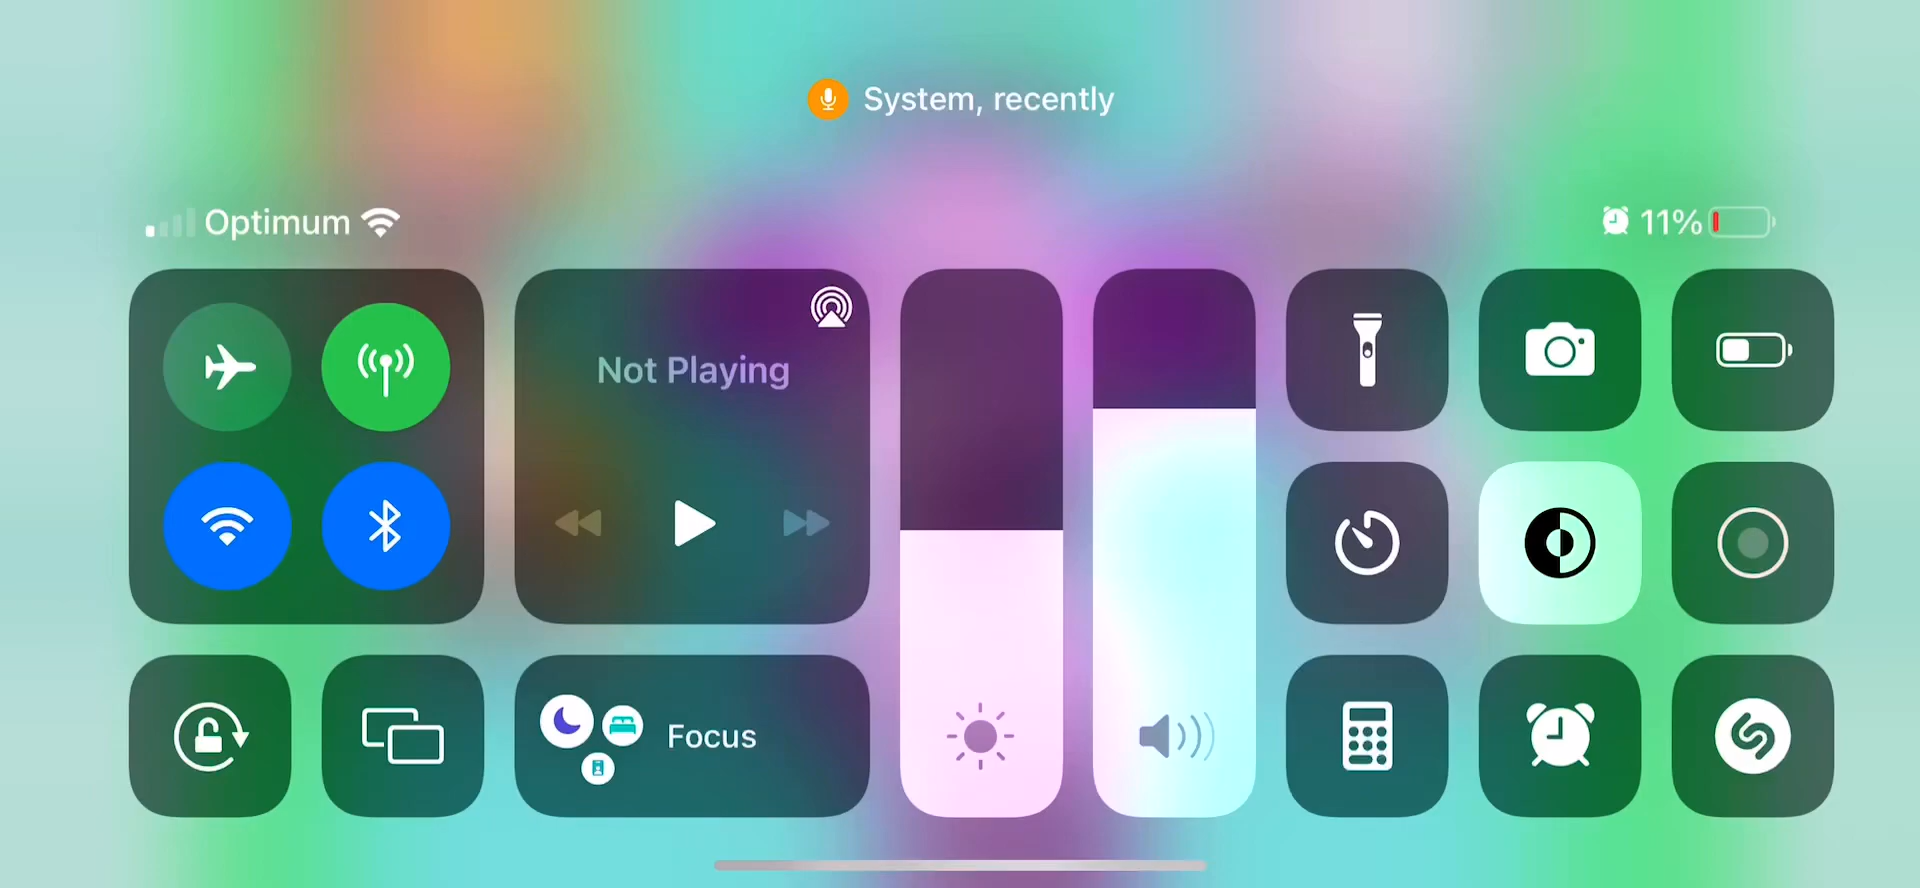 System, recently
Optimum
11%
Not Playing
Focus